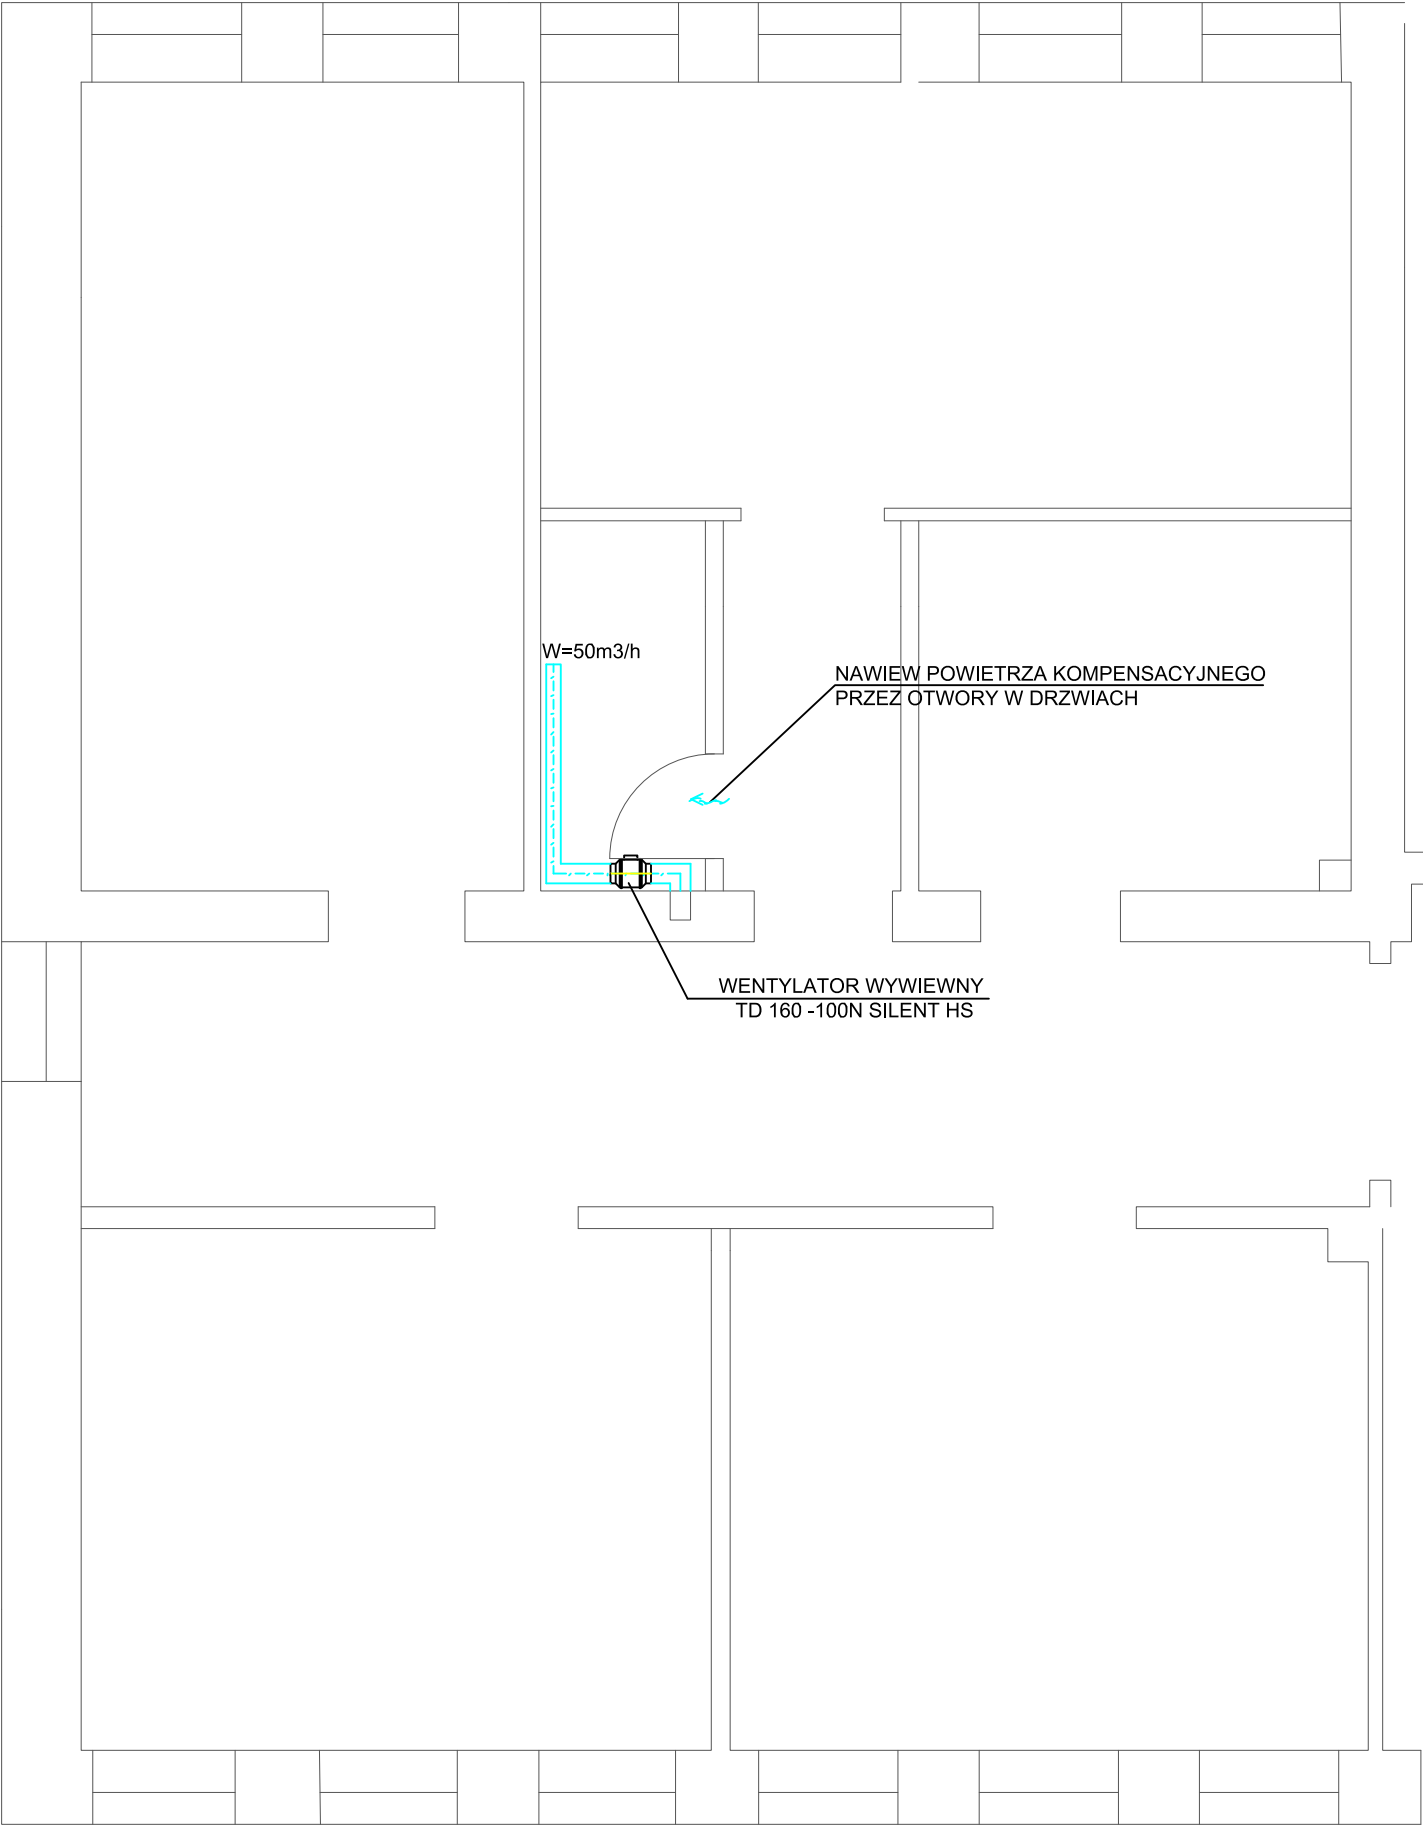 W=50m3/h
NAWIEW POWIETRZA KOMPENSACYJNEGO
PRZEZ OTWORY W DRZWIACH
WENTYLATOR WYWIEWNY
TD 160 -100N SILENT HS